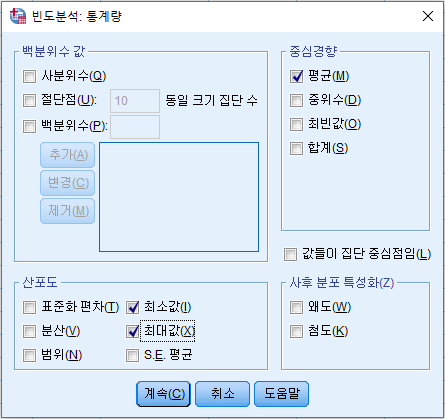 빈도분석: 통계량
백분위수 값
사분위수(Q)
절단점(U): 10 동일 크기 집단 수
백분위수(P):
추가(A)
변경(C)
제거(M)
중심경향
평균(M)
중위수(D)
최빈값(O)
합계(S)
값들이 집단 중심점임(L)
산포도
표준화 편차(T) 최소값(I)
분산(V) 최대값(X)
범위(N) S.E. 평균
사후 분포 특성화(Z)
왜도(W)
첨도(K)
계속(C) 취소 도움말